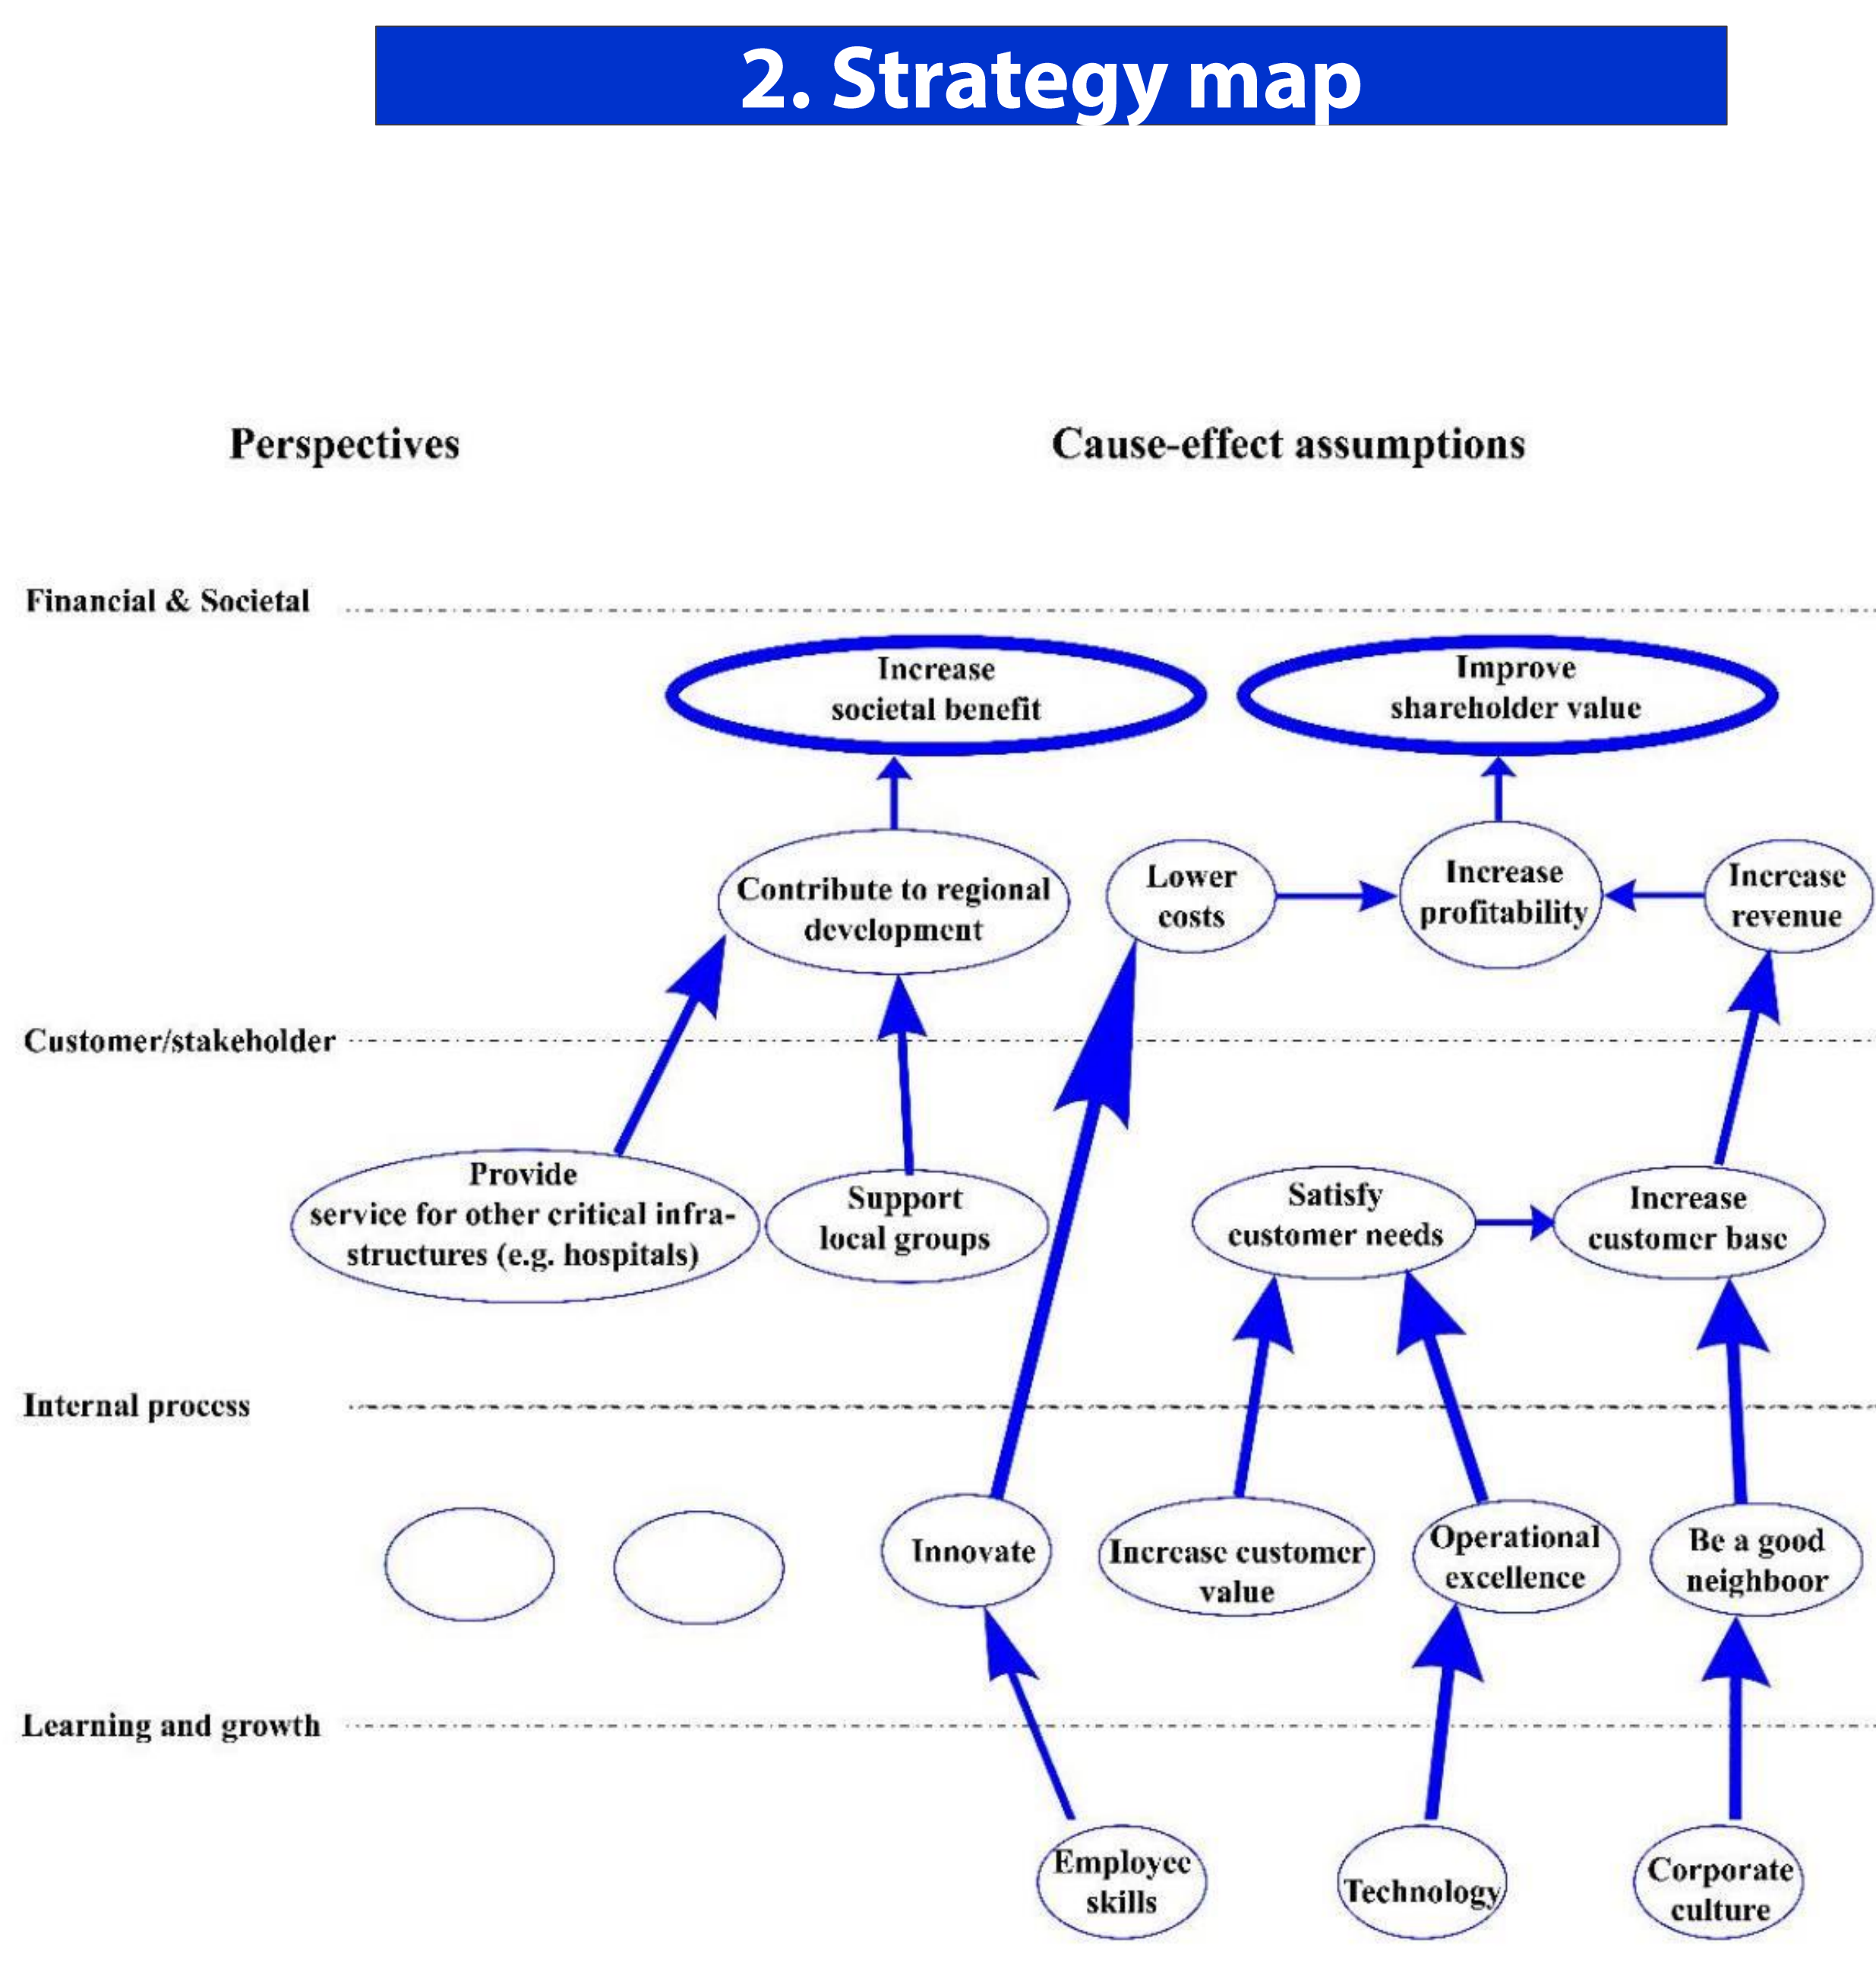 2. Strategy map
Perspectives
Cause-effect assumptions
Financial & Societal
Increase
societal benefit
Improve
shareholder value
Contribute to regional
development
Lower
costs
Increase
profitability
Increase
revenue
Customer/stakeholder
Provide
service for other critical infra-
structures (e.g. hospitals)
Support
local groups
Satisfy
customer needs
Increase
customer base
Internal process
Innovate
Increase customer
value
Operational
excellence
Be a good
neighboor
Learning and growth
Employee
skills
Technology
Corporate
culture